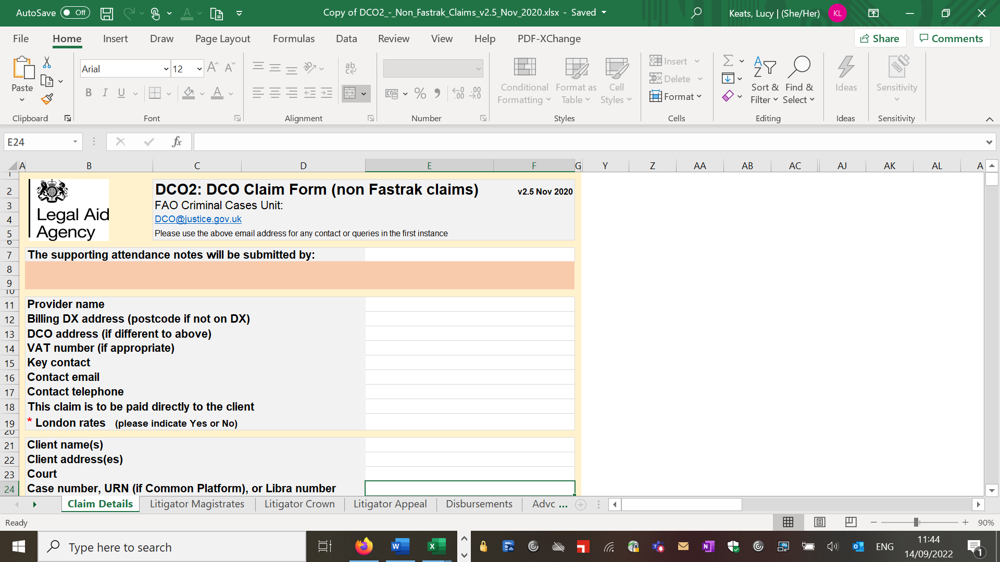 AutoSave Off
Copy of DCO2_-_Non_Fastrak_Claims_v2.5_Nov_2020.xlsx - Saved
Keats, Lucy | (She/Her) KL
File Home Insert Draw Page Layout Formulas Data Review View Help PDF-XChange Share Comments
Paste
Arial 12
B I U A
ab
%
Conditional Formatting
Format as Table
Cell Styles
Insert
Delete
Format
Sort & Filter
Find & Select
Ideas
Sensitivity
Clipboard Font Alignment Number Styles Cells Editing Ideas Sensitivity
E24 fx
A B C D E F G Y Z AA AB AC AJ AK AL A
1
2 DCO2: DCO Claim Form (non Fastrak claims) v2.5 Nov 2020
3 FAO Criminal Cases Unit:
Legal Aid
Agency
4 DCO@justice.gov.uk
5 Please use the above email address for any contact or queries in the first instance
6
7 The supporting attendance notes will be submitted by:
8
9
10
11 Provider name
12 Billing DX address (postcode if not on DX)
13 DCO address (if different to above)
14 VAT number (if appropriate)
15 Key contact
16 Contact email
17 Contact telephone
18 This claim is to be paid directly to the client
19 * London rates (please indicate Yes or No)
20
21 Client name(s)
22 Client address(es)
23 Court
24 Case number, URN (if Common Platform), or Libra number
Claim Details Litigator Magistrates Litigator Crown Litigator Appeal Disbursements Advc ...
Ready 90%
Type here to search
ENG
11:44
14/09/2022
1